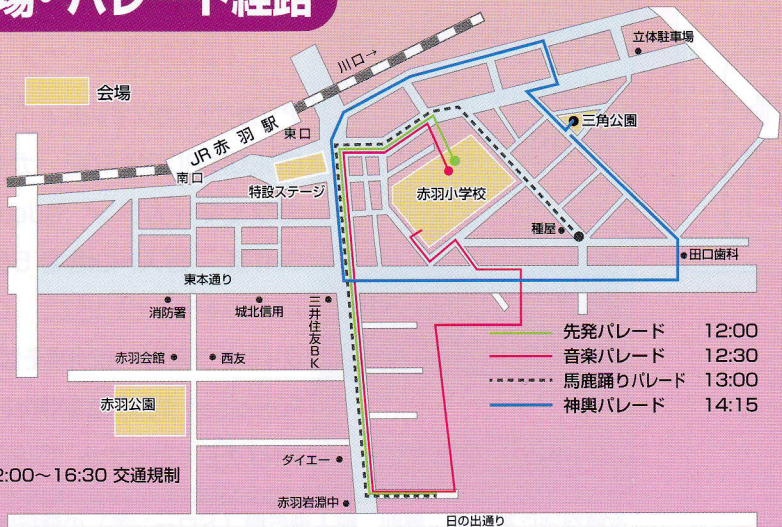 場・パレード経路
会場
川口→
立体駐車場
JR赤羽駅
東口
三角公園
南口
特設ステージ
赤羽小学校
種屋
田口歯科
東本通り
消防署
城北信用
三井住友BK
赤羽会館
西友
赤羽公園
先発パレード 12:00
音楽パレード 12:30
馬鹿踊りパレード 13:00
神輿パレード 14:15
2:00〜16:30 交通規制
ダイエー
赤羽岩淵中
日の出通り